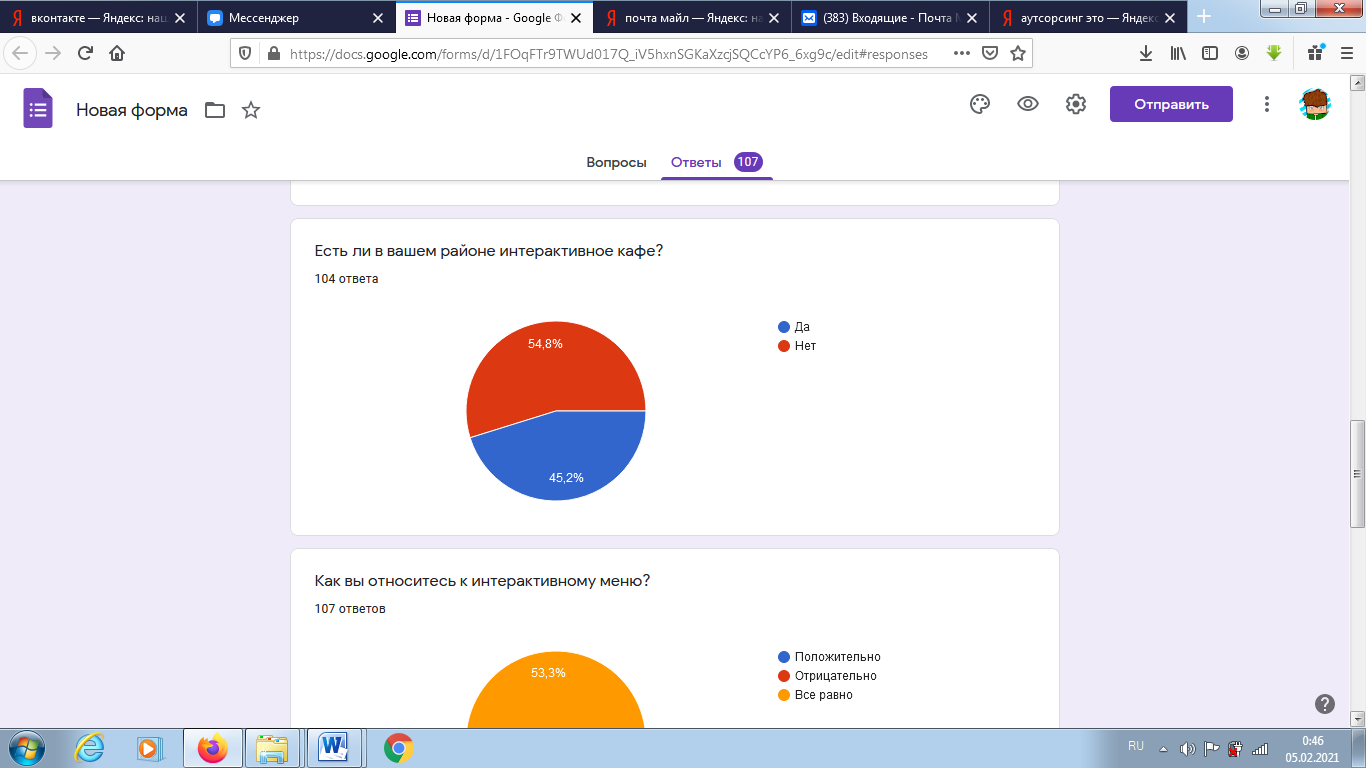 вконтакте — Яндекс: наш
Мессенджер
Новая форма - Google Ф
почта майл — Яндекс: на
(383) Входящие - Почта М
аутсорсинг это — Яндекс
https://docs.google.com/forms/d/1FOqFTr9TWUd017Q_iV5hxnSGKaXzcjSQCcYP6_6xg9c/edit#responses
Новая форма
Отправить
Вопросы
Ответы 107
Есть ли в вашем районе интерактивное кафе?
104 ответа
54,8%
45,2%
Да
Нет
Как вы относитесь к интерактивному меню?
107 ответов
53,3%
Положительно
Отрицательно
Все равно
RU
0:46
05.02.2021